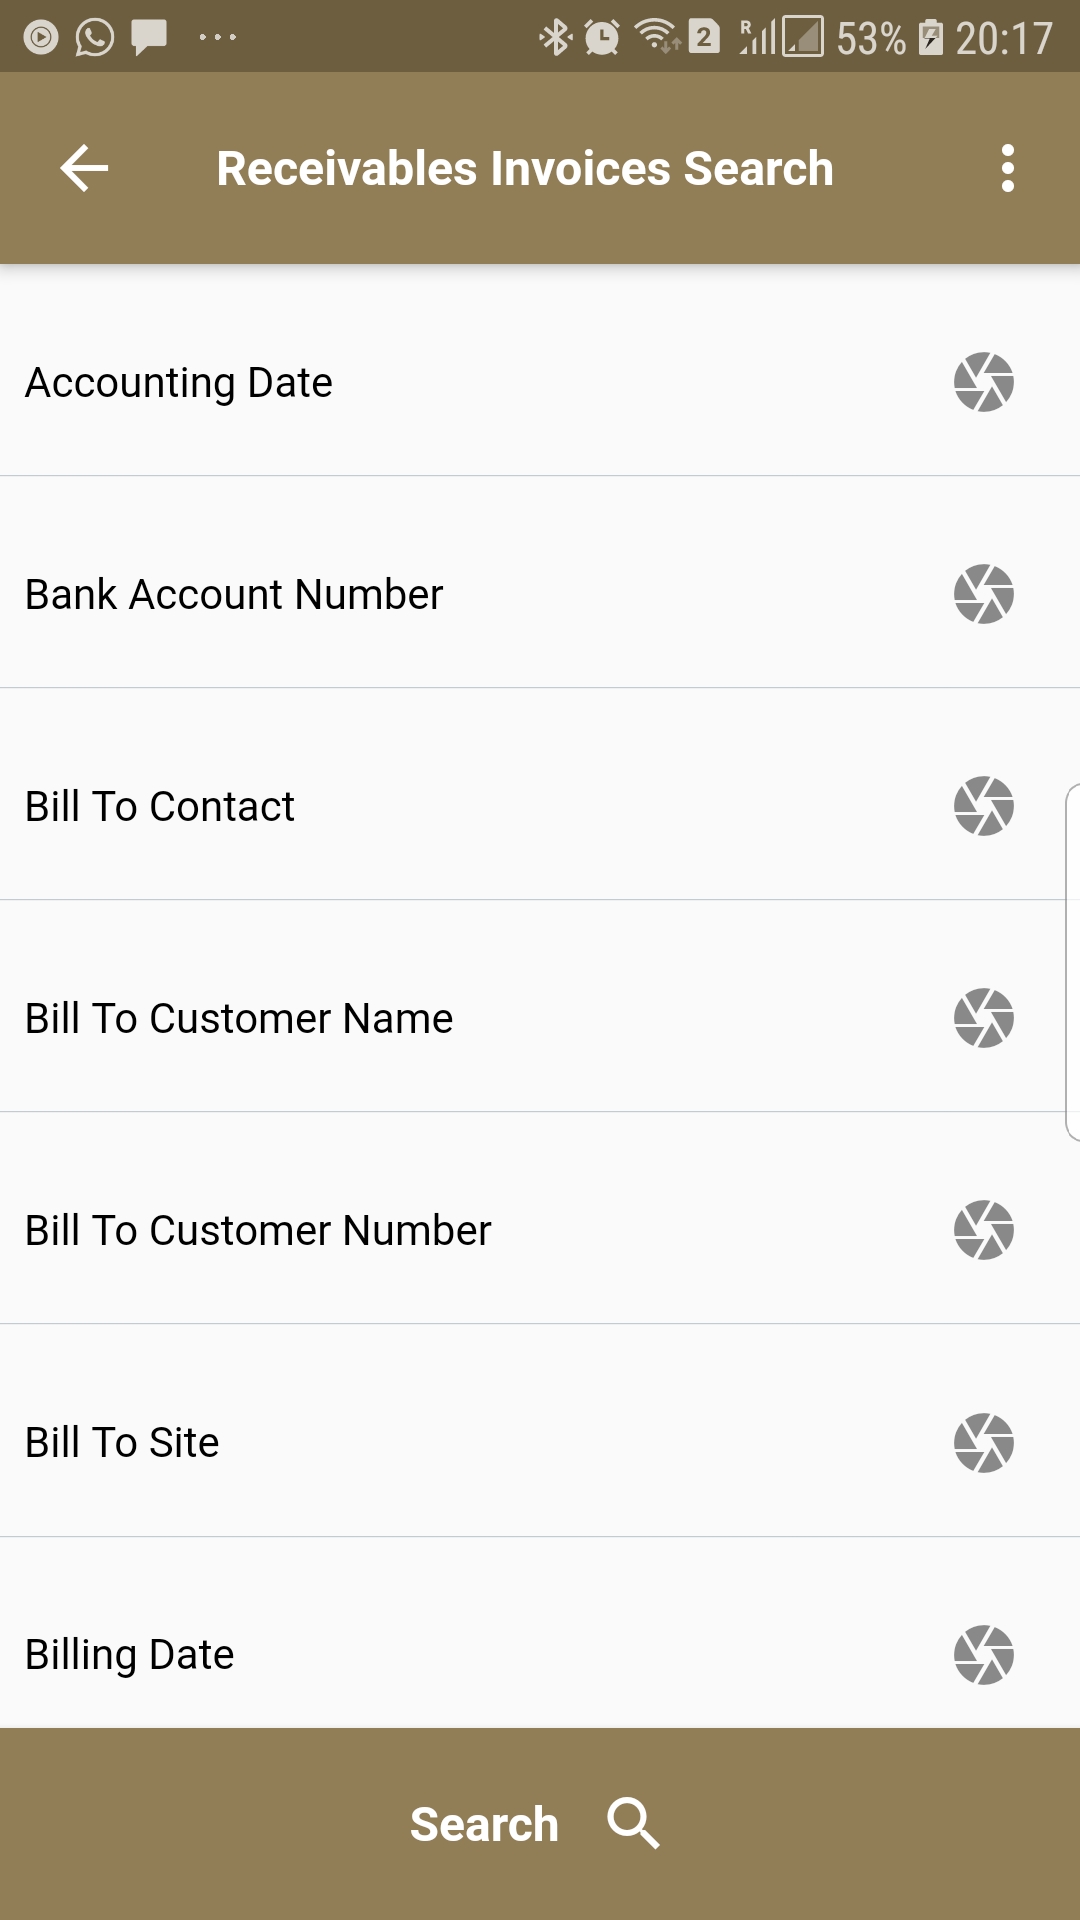 R 2 53% 20:17
Receivables Invoices Search
Accounting Date
Bank Account Number
Bill To Contact
Bill To Customer Name
Bill To Customer Number
Bill To Site
Billing Date
Search